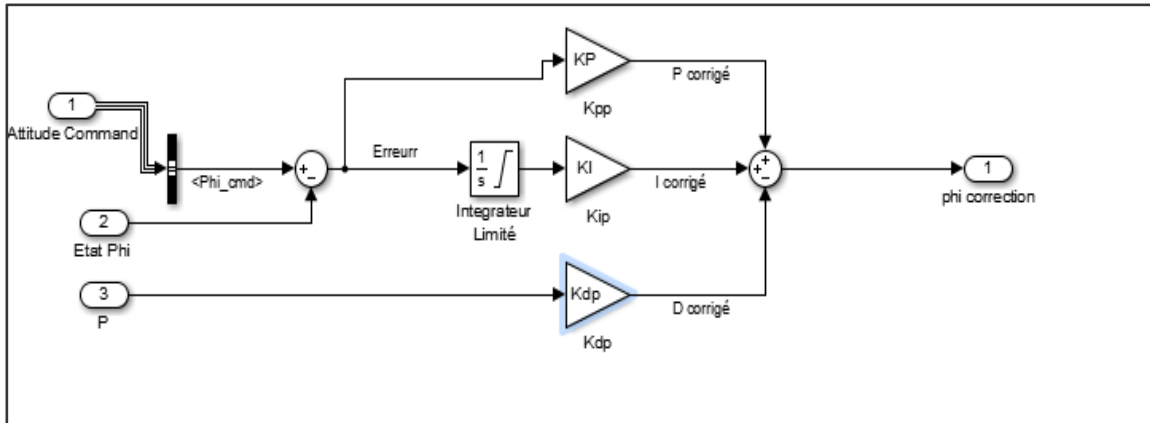 KP
P corrigé
Kpp
1
Attitude Command
+
−
<Phi_cmd>
Erreurr
1
s
Integrateur
Limité
KI
I corrigé
Kip
+
+
−
1
phi correction
2
Etat Phi
3
P
Kdp
D corrigé
Kdp